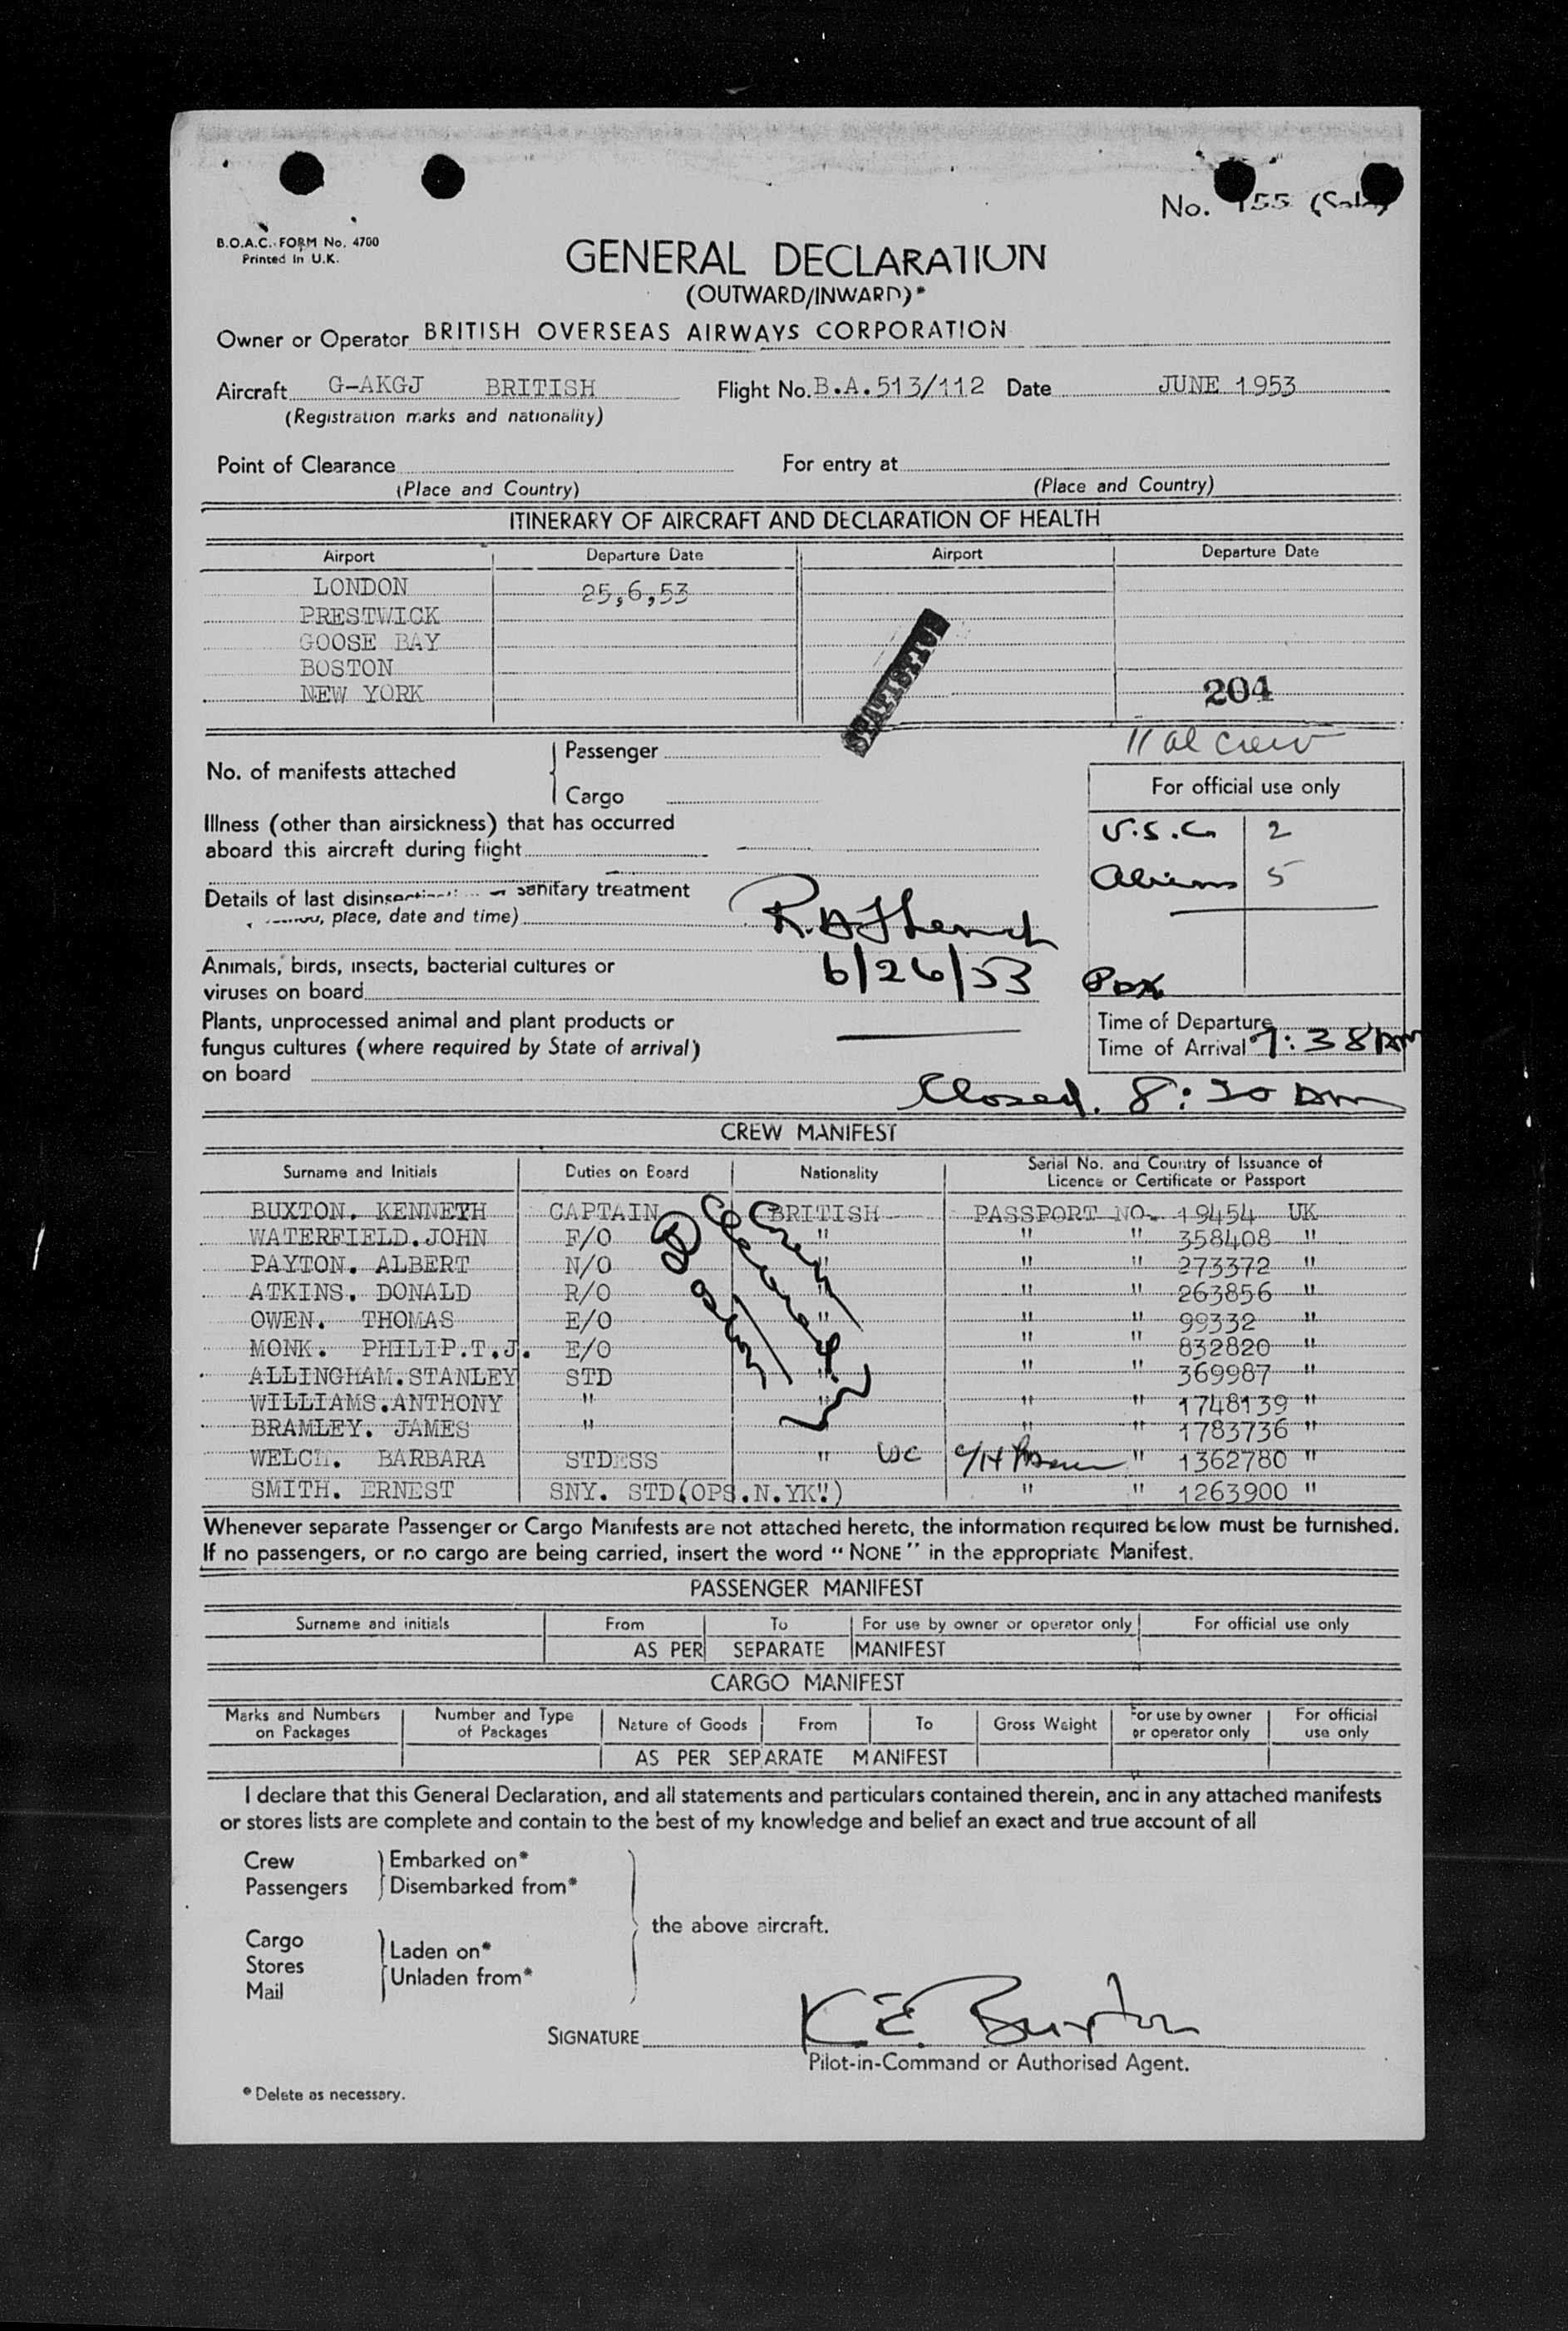 No. 155
B.O.A.C. FORM No. 4700
Printed in U.K.
GENERAL DECLARATION
(OUTWARD/INWARD)*
Owner or Operator BRITISH OVERSEAS AIRWAYS CORPORATION
Aircraft G-AKGJ BRITISH Flight No. B.A.513/112 Date JUNE 1953
(Registration marks and nationality)
Point of Clearance For entry at
(Place and Country) (Place and Country)
ITINERARY OF AIRCRAFT AND DECLARATION OF HEALTH
Airport Departure Date Airport Departure Date
LONDON 25,6,53
PRESTWICK
GOOSE BAY
BOSTON
NEW YORK 204
11 al crew
No. of manifests attached Passenger
Cargo
For official use only
Illness (other than airsickness) that has occurred
aboard this aircraft during flight
U.S.C 2
Aliens 5
Details of last disinsection or sanitary treatment
place, date and time)
Animals, birds, insects, bacterial cultures or
viruses on board
6/26/53
Pax
Plants, unprocessed animal and plant products or
fungus cultures (where required by State of arrival)
on board
Time of Departure
Time of Arrival 7:38AM
Closed. 8:30 AM
CREW MANIFEST
Surname and Initials Duties on Board Nationality Serial No. and Country of Issuance of
Licence or Certificate or Passport
BUXTON. KENNETH CAPTAIN BRITISH PASSPORT NO. 19454 UK
WATERFIELD.JOHN F/O " " " 358408 "
PAYTON. ALBERT N/O " " " 273372 "
ATKINS. DONALD R/O " " " 263856 "
OWEN. THOMAS E/O " " " 99332 "
MONK. PHILIP.T.J. E/O " " 832820 "
ALLINGHAM.STANLEY STD " " " 369987 "
WILLIAMS.ANTHONY " " " " 1748139 "
BRAMLEY. JAMES " " " 1783736 "
WELCH. BARBARA STDESS " " 1362780 "
SMITH. ERNEST SNY. STD(OPS.N.YK") " " 1263900 "
Crew
Cleared
Whenever separate Passenger or Cargo Manifests are not attached hereto, the information required below must be furnished.
If no passengers, or no cargo are being carried, insert the word "NONE" in the appropriate Manifest.
PASSENGER MANIFEST
Surname and initials From To For use by owner or operator only For official use only
AS PER SEPARATE MANIFEST
CARGO MANIFEST
Marks and Numbers on Packages Number and Type of Packages Nature of Goods From To Gross Weight For use by owner or operator only For official use only
AS PER SEPARATE MANIFEST
I declare that this General Declaration, and all statements and particulars contained therein, and in any attached manifests
or stores lists are complete and contain to the best of my knowledge and belief an exact and true account of all
Crew Embarked on*
Passengers Disembarked from*
the above aircraft.
Cargo Laden on*
Stores
Unladen from*
Mail
SIGNATURE K.E. Buxton
Pilot-in-Command or Authorised Agent.
* Delete as necessary.